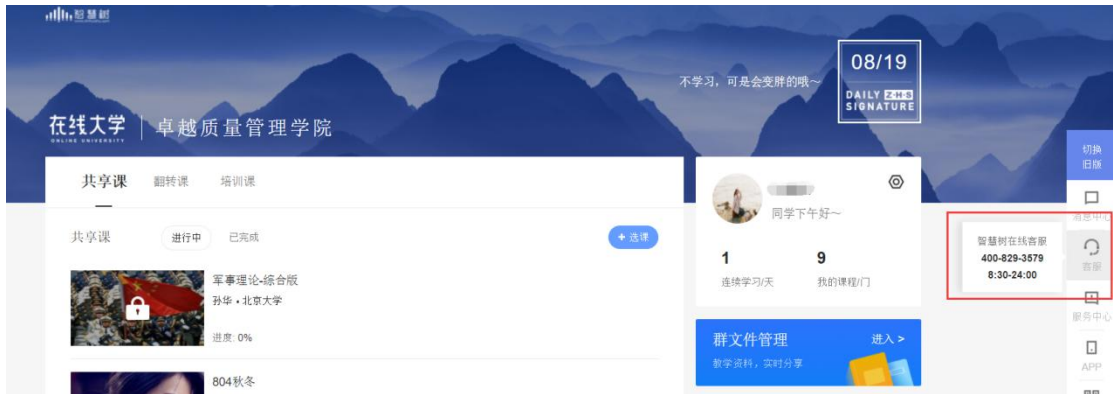 智慧树
不学习，可是会变胖的哦～
08/19
DAILY Z·H·S
SIGNATURE
在线大学
ONLINE UNIVERSITY
卓越质量管理学院
切换
旧版
共享课
翻转课
培训课
同学下午好～
消息中心
共享课
进行中
已完成
+ 选课
智慧树在线客服
400-829-3579
8:30-24:00
客服
1
9
连续学习/天
我的课程/门
军事理论-综合版
孙华 • 北京大学
进度: 0%
服务中心
群文件管理
进入 >
教学资料，实时分享
APP
804秋冬